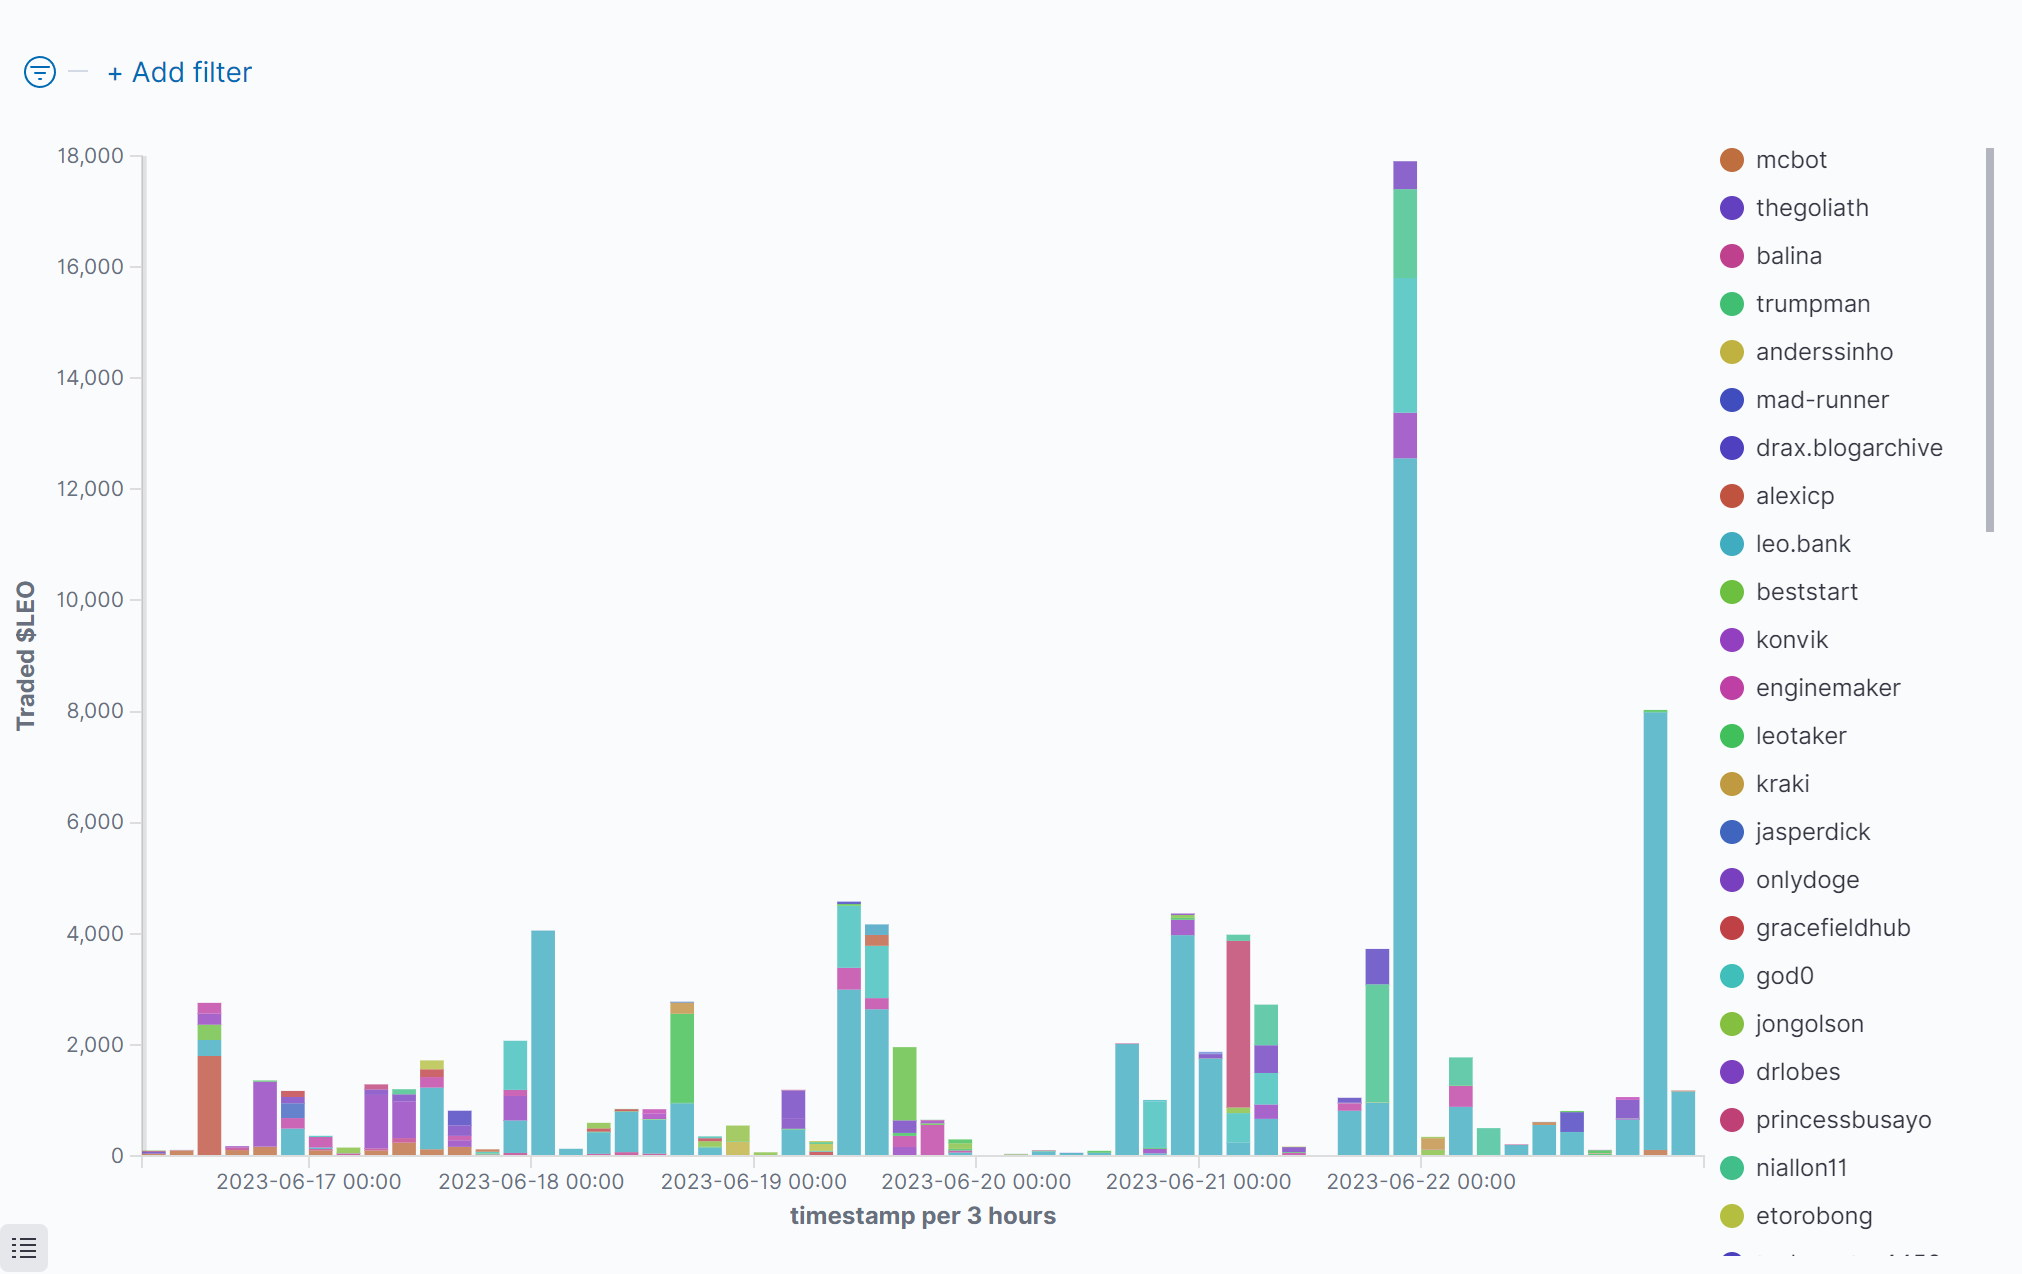 + Add filter
18,000
16,000
14,000
12,000
10,000
8,000
6,000
4,000
2,000
0
Traded $LEO
2023-06-17 00:00
2023-06-18 00:00
2023-06-19 00:00
2023-06-20 00:00
2023-06-21 00:00
2023-06-22 00:00
timestamp per 3 hours
mcbot
thegoliath
balina
trumpman
anderssinho
mad-runner
drax.blogarchive
alexicp
leo.bank
beststart
konvik
enginemaker
leotaker
kraki
jasperdick
onlydoge
gracefieldhub
god0
jongolson
drlobes
princessbusayo
niallon11
etorobong